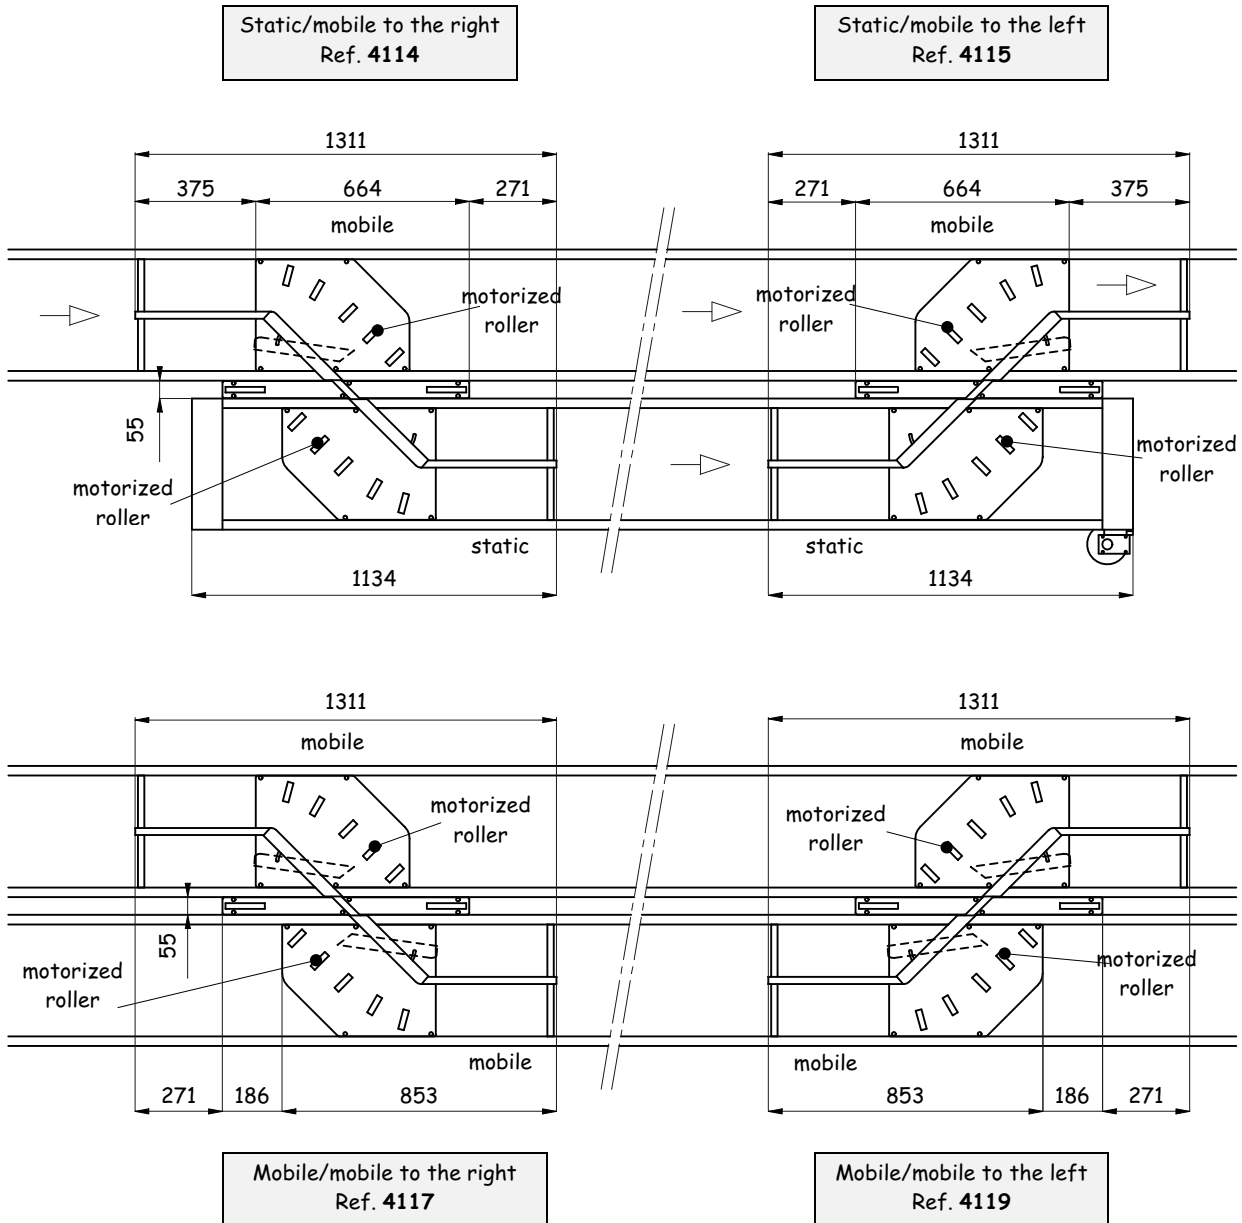 Static/mobile to the right
Ref. 4114
Static/mobile to the left
Ref. 4115
1311
1311
375
664
271
271
664
375
mobile
mobile
motorized
roller
motorized
roller
55
motorized
roller
motorized
roller
static
static
1134
1134
1311
1311
mobile
mobile
motorized
roller
motorized
roller
55
motorized
roller
motorized
roller
mobile
mobile
271
186
853
853
186
271
Mobile/mobile to the right
Ref. 4117
Mobile/mobile to the left
Ref. 4119